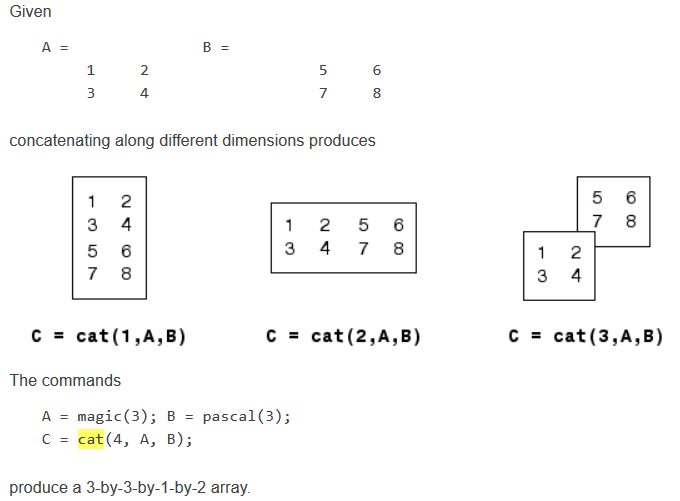 Given
A = B =
1 2 5 6
3 4 7 8
concatenating along different dimensions produces
1 2
3 4
5 6
7 8
1 2 5 6
3 4 7 8
5 6
7 8
1 2
3 4
C = cat(1,A,B) C = cat(2,A,B) C = cat(3,A,B)
The commands
A = magic(3); B = pascal(3);
C = cat(4, A, B);
produce a 3-by-3-by-1-by-2 array.